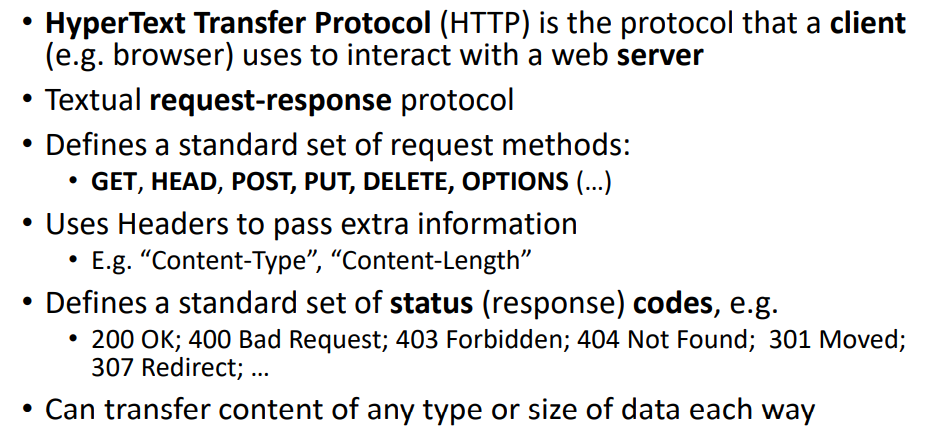 • HyperText Transfer Protocol (HTTP) is the protocol that a client
(e.g. browser) uses to interact with a web server
• Textual request-response protocol
• Defines a standard set of request methods:
• GET, HEAD, POST, PUT, DELETE, OPTIONS (…)
• Uses Headers to pass extra information
• E.g. “Content-Type”, “Content-Length”
• Defines a standard set of status (response) codes, e.g.
• 200 OK; 400 Bad Request; 403 Forbidden; 404 Not Found;  301 Moved;
307 Redirect; …
• Can transfer content of any type or size of data each way